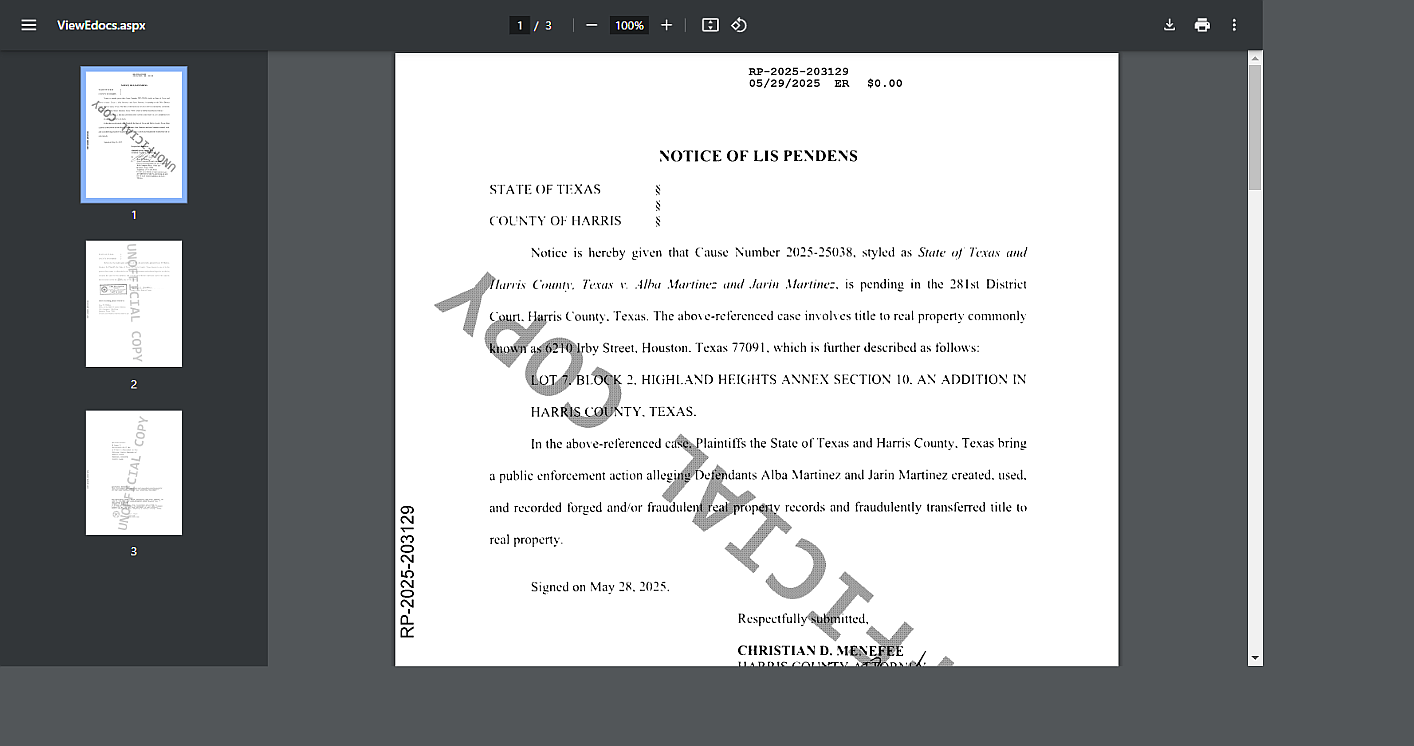 ViewEdocs.aspx
1 / 3
100%
1
2
3
RP-2025-203129
05/29/2025 ER $0.00
NOTICE OF LIS PENDENS
STATE OF TEXAS §
§
COUNTY OF HARRIS §
Notice is hereby given that Cause Number 2025-25038, styled as State of Texas and
Harris County, Texas v. Alba Martinez and Jarin Martinez, is pending in the 281st District
Court, Harris County, Texas. The above-referenced case involves title to real property commonly
known as 6210 Irby Street, Houston, Texas 77091, which is further described as follows:
LOT 7, BLOCK 2, HIGHLAND HEIGHTS ANNEX SECTION 10, AN ADDITION IN
HARRIS COUNTY, TEXAS.
In the above-referenced case, Plaintiffs the State of Texas and Harris County, Texas bring
a public enforcement action alleging Defendants Alba Martinez and Jarin Martinez created, used,
and recorded forged and/or fraudulent real property records and fraudulently transferred title to
real property.
Signed on May 28, 2025.
Respectfully submitted,
CHRISTIAN D. MENEFEE
HARRIS COUNTY ATTORNEY
RP-2025-203129
FICIAL COPY
UNOFFICIAL COPY
UNOFFICIAL COPY
UNOFFICIAL COPY